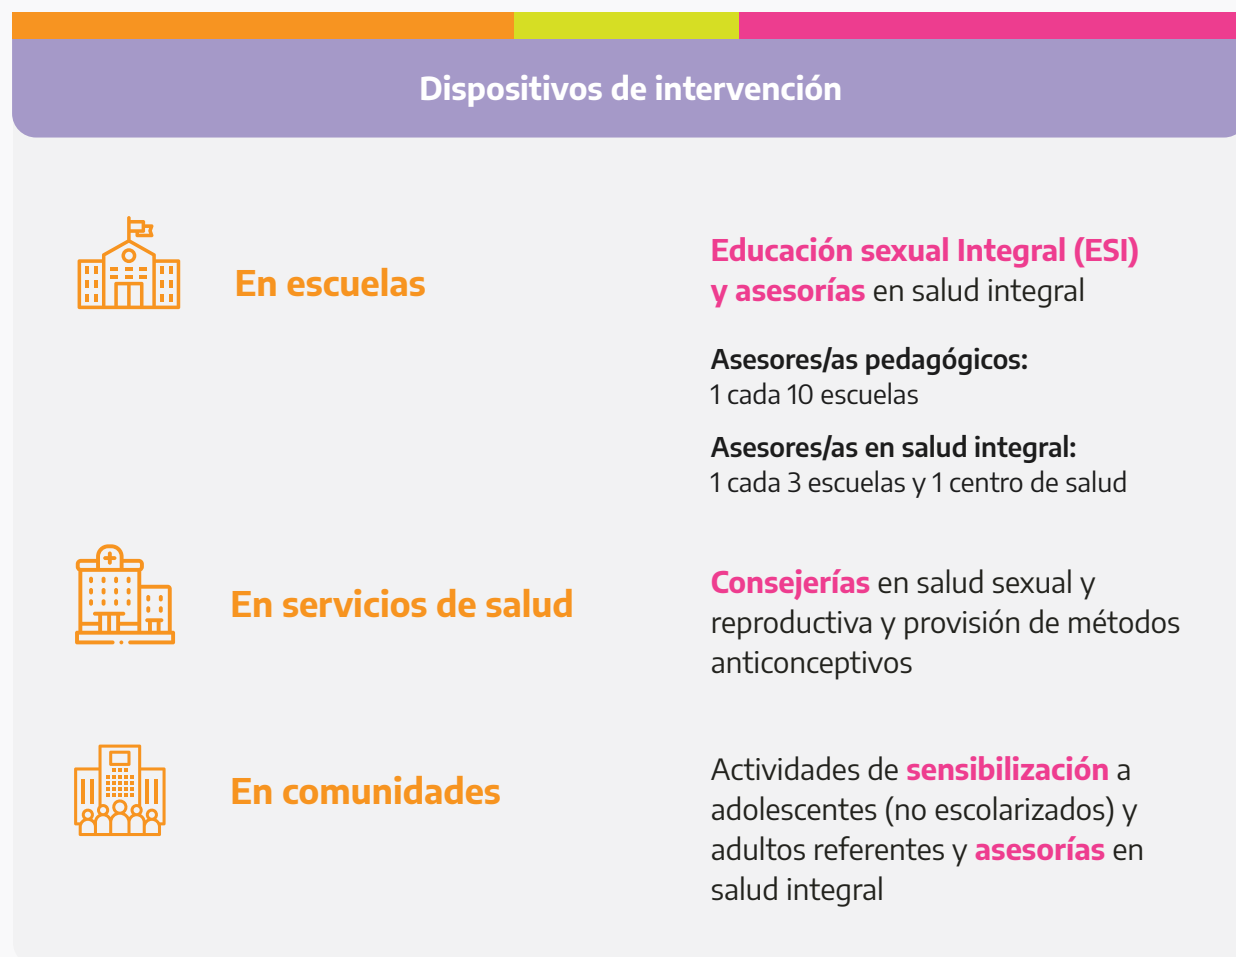 Dispositivos de intervención
En escuelas
Educación sexual Integral (ESI)
y asesorías en salud integral
Asesores/as pedagógicos:
1 cada 10 escuelas
Asesores/as en salud integral:
1 cada 3 escuelas y 1 centro de salud
En servicios de salud
Consejerías en salud sexual y
reproductiva y provisión de métodos
anticonceptivos
En comunidades
Actividades de sensibilización a
adolescentes (no escolarizados) y
adultos referentes y asesorías en
salud integral